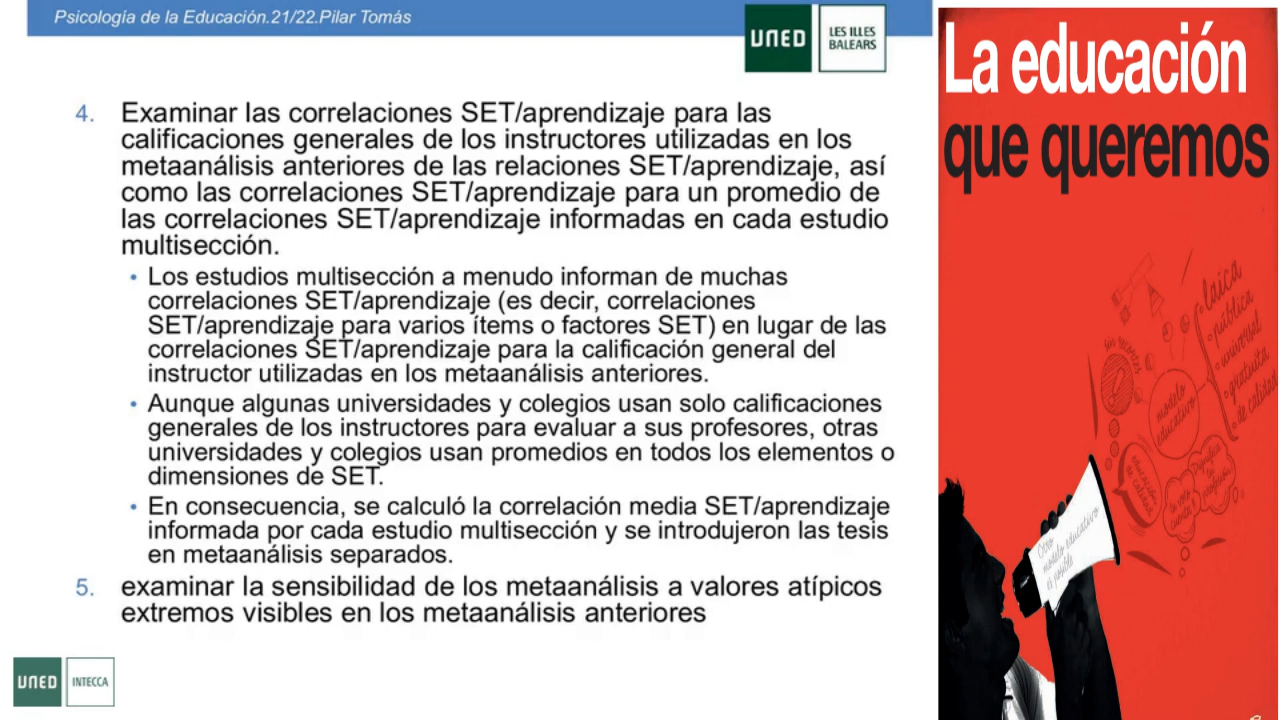 Psicología de la Educación.21/22.Pilar Tomás
UNED
LES ILLES
BALEARS
4. Examinar las correlaciones SET/aprendizaje para las
calificaciones generales de los instructores utilizadas en los
metaanálisis anteriores de las relaciones SET/aprendizaje, así
como las correlaciones SET/aprendizaje para un promedio de
las correlaciones SET/aprendizaje informadas en cada estudio
multisección.
• Los estudios multisección a menudo informan de muchas
correlaciones SET/aprendizaje (es decir, correlaciones
SET/aprendizaje para varios ítems o factores SET) en lugar de las
correlaciones SET/aprendizaje para la calificación general del
instructor utilizadas en los metaanálisis anteriores.
• Aunque algunas universidades y colegios usan solo calificaciones
generales de los instructores para evaluar a sus profesores, otras
universidades y colegios usan promedios en todos los elementos o
dimensiones de SET.
• En consecuencia, se calculó la correlación media SET/aprendizaje
informada por cada estudio multisección y se introdujeron las tesis
en metaanálisis separados.
5. examinar la sensibilidad de los metaanálisis a valores atípicos
extremos visibles en los metaanálisis anteriores
UNED
INTECCA
La educación
que queremos
laica
pública
universal
gratuita
de calidad
sin recortes
modelo
educativo
Otro
modelo educativo
es posible